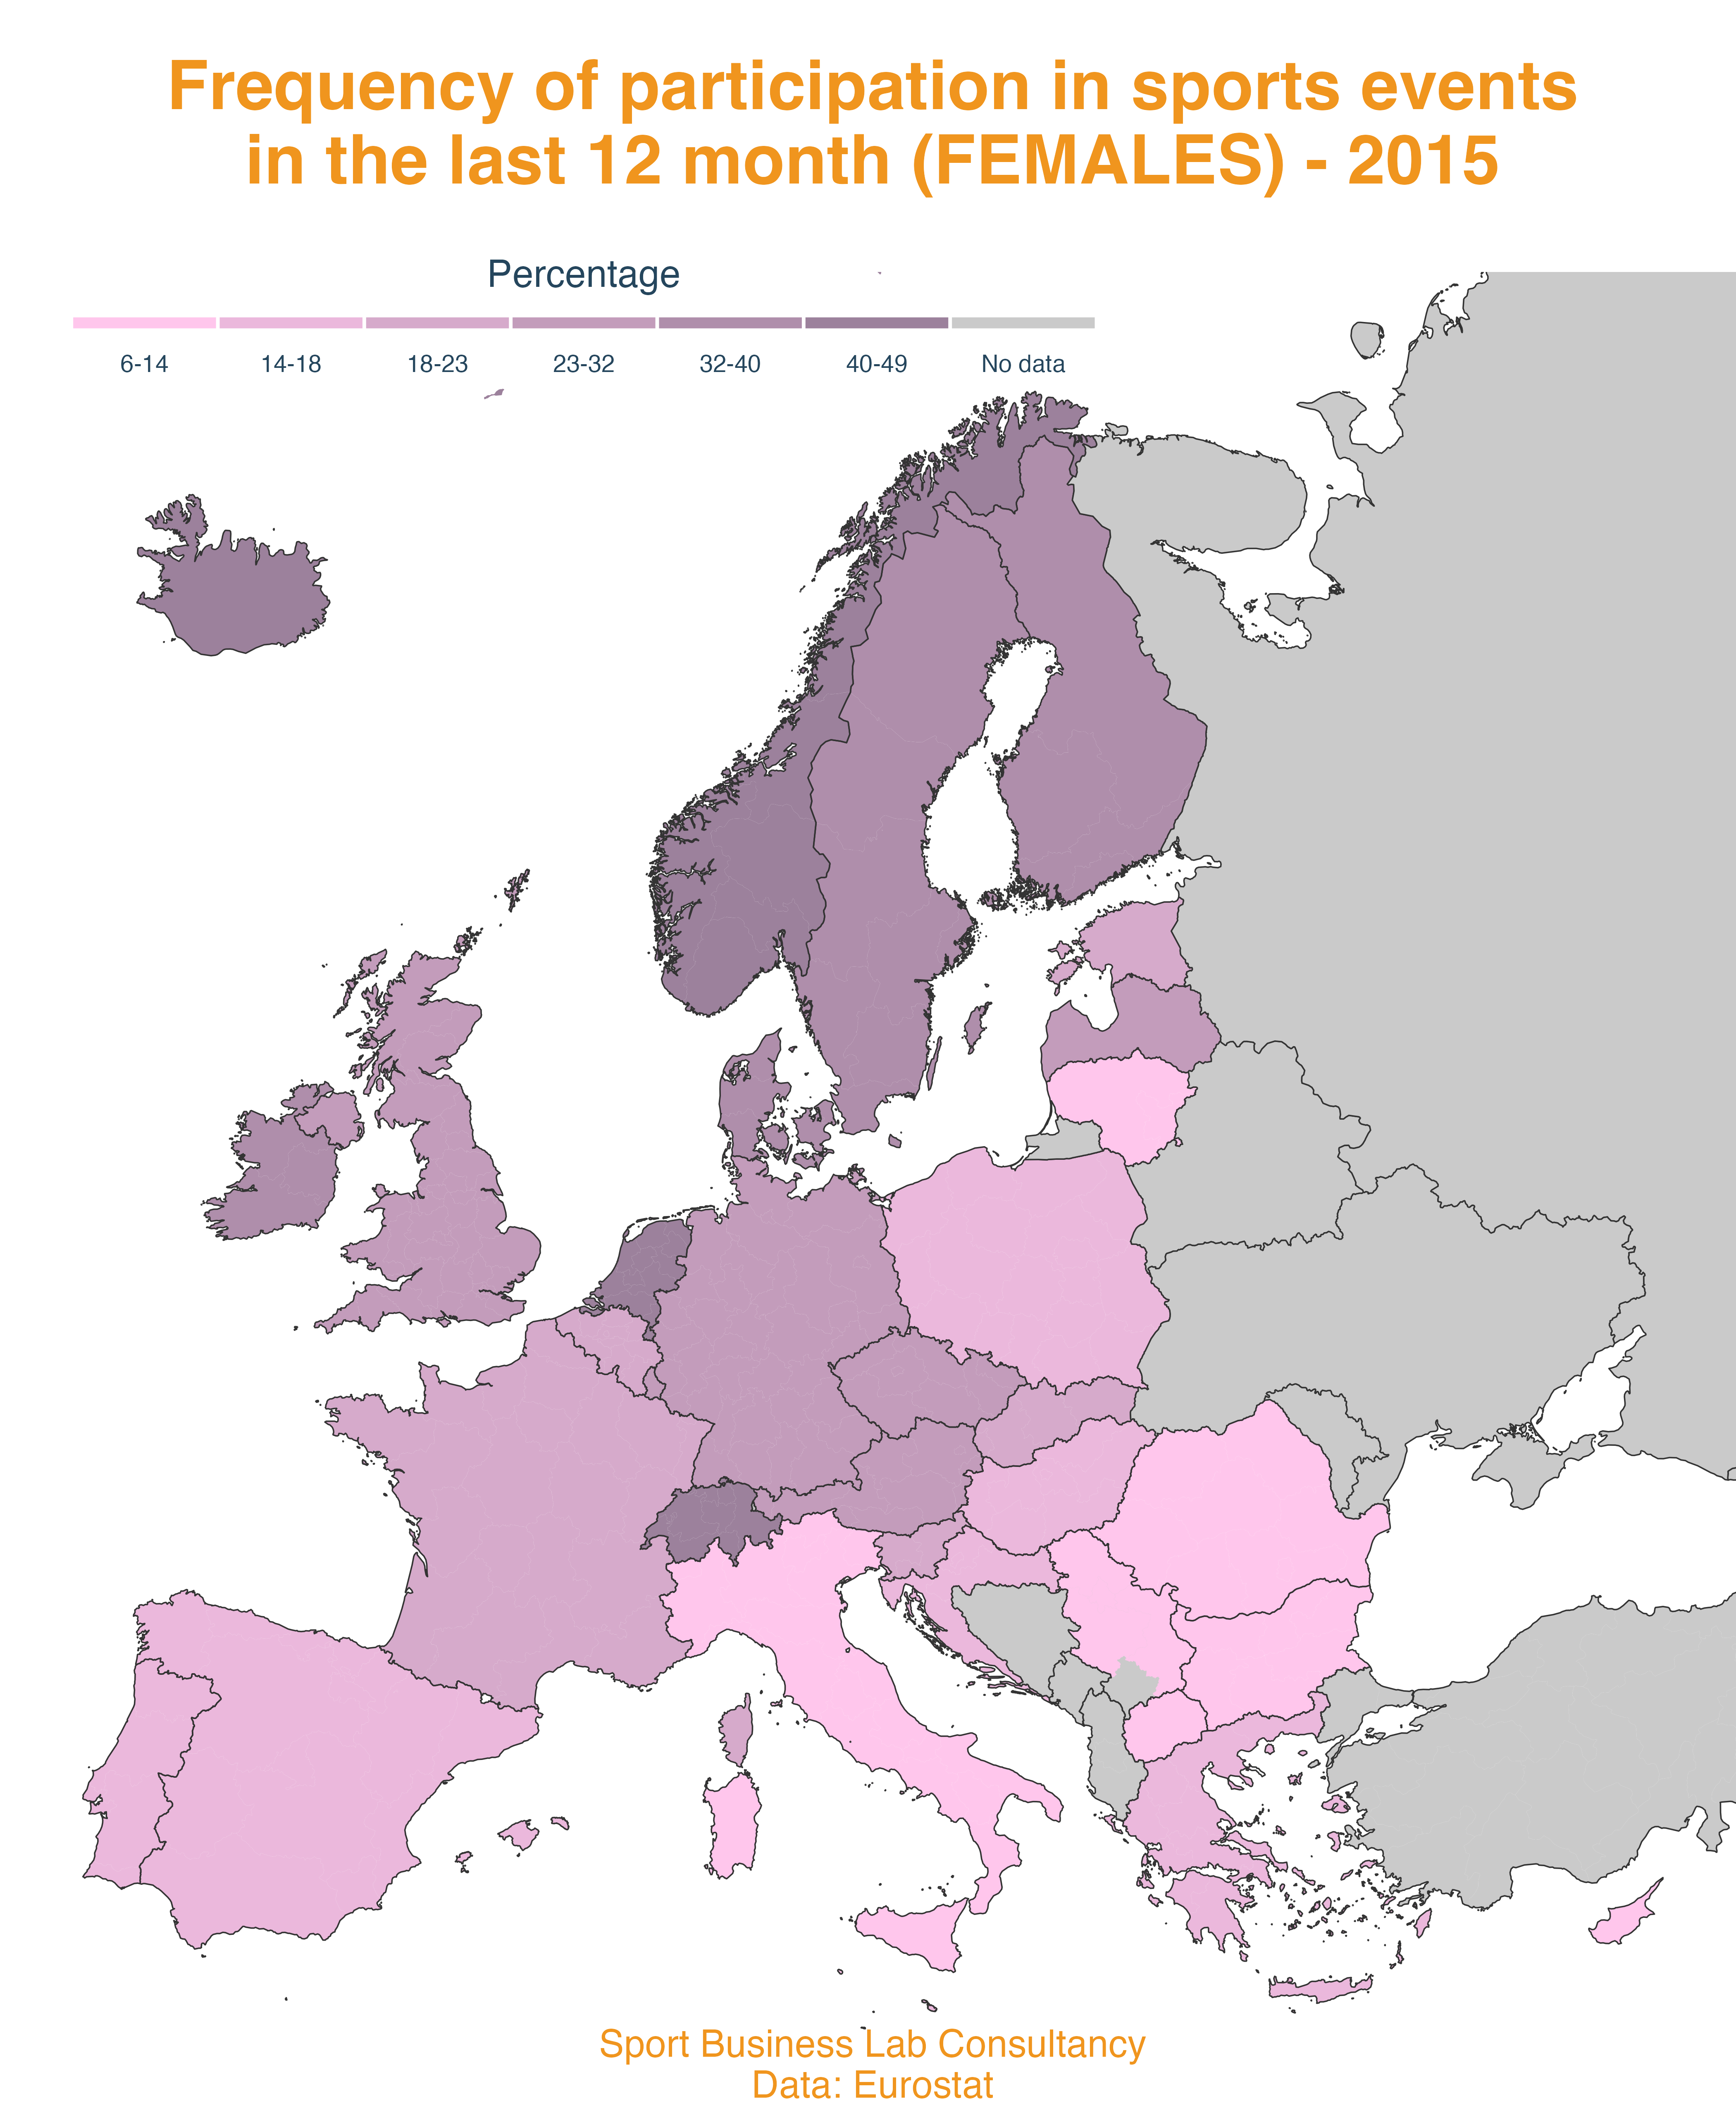 Frequency of participation in sports events
in the last 12 month (FEMALES) - 2015
Percentage
6-14 14-18 18-23 23-32 32-40 40-49 No data
Sport Business Lab Consultancy
Data: Eurostat